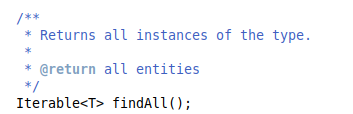 /**
 * Returns all instances of the type.
 *
 * @return all entities
 */
Iterable<T> findAll();